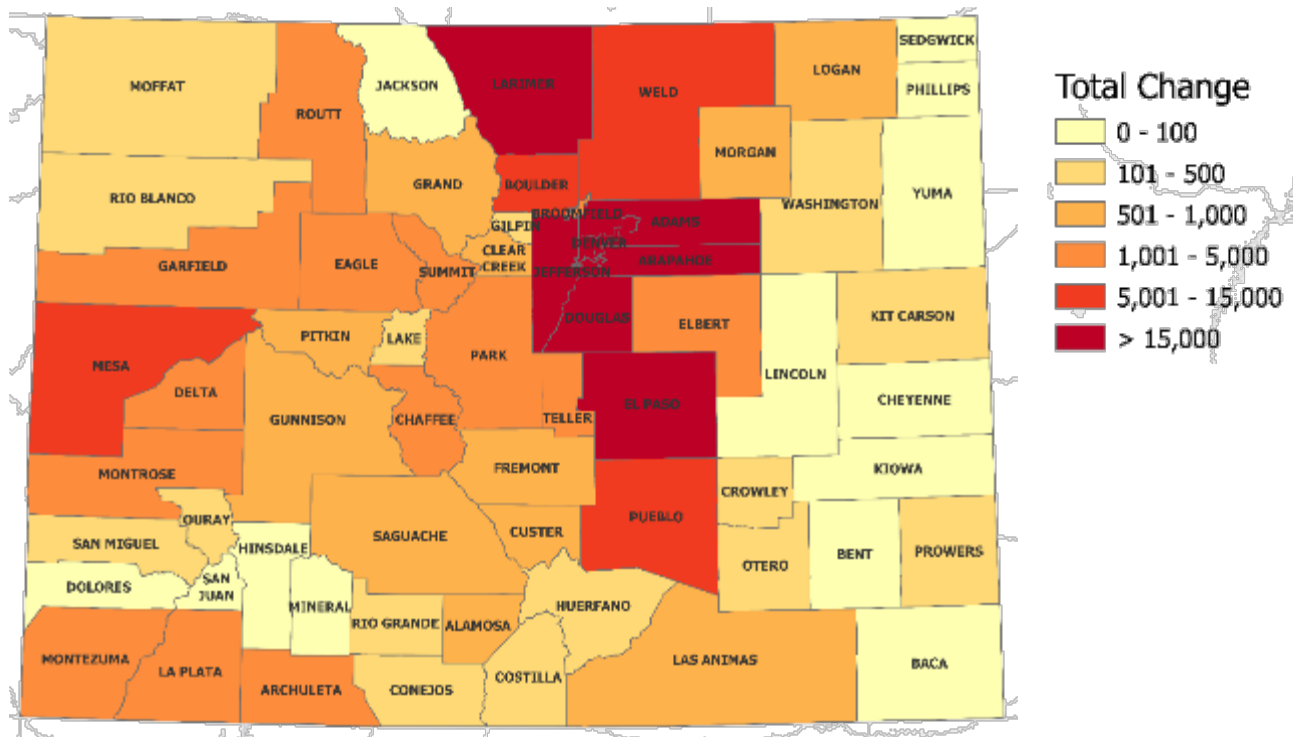 SEDGWICK
LOGAN
MOFFAT
JACKSON
LARIMER
WELD
PHILLIPS
ROUTT
MORGAN
GRAND
BOULDER
YUMA
RIO BLANCO
WASHINGTON
GILPIN
BROOMFIELD
ADAMS
DENVER
CLEAR
CREEK
ARAPAHOE
GARFIELD
EAGLE
SUMMIT
JEFFERSON
KIT CARSON
DOUGLAS
ELBERT
PITKIN
LAKE
PARK
MESA
LINCOLN
DELTA
CHEYENNE
EL PASO
GUNNISON
CHAFFEE
TELLER
FREMONT
KIOWA
MONTROSE
CROWLEY
OURAY
PUEBLO
SAN MIGUEL
HINSDALE
SAGUACHE
CUSTER
BENT
PROWERS
OTERO
DOLORES
SAN
JUAN
MINERAL
HUERFANO
RIO GRANDE
ALAMOSA
MONTEZUMA
LA PLATA
ARCHULETA
CONEJOS
COSTILLA
LAS ANIMAS
BACA
Total Change
0 - 100
101 - 500
501 - 1,000
1,001 - 5,000
5,001 - 15,000
> 15,000